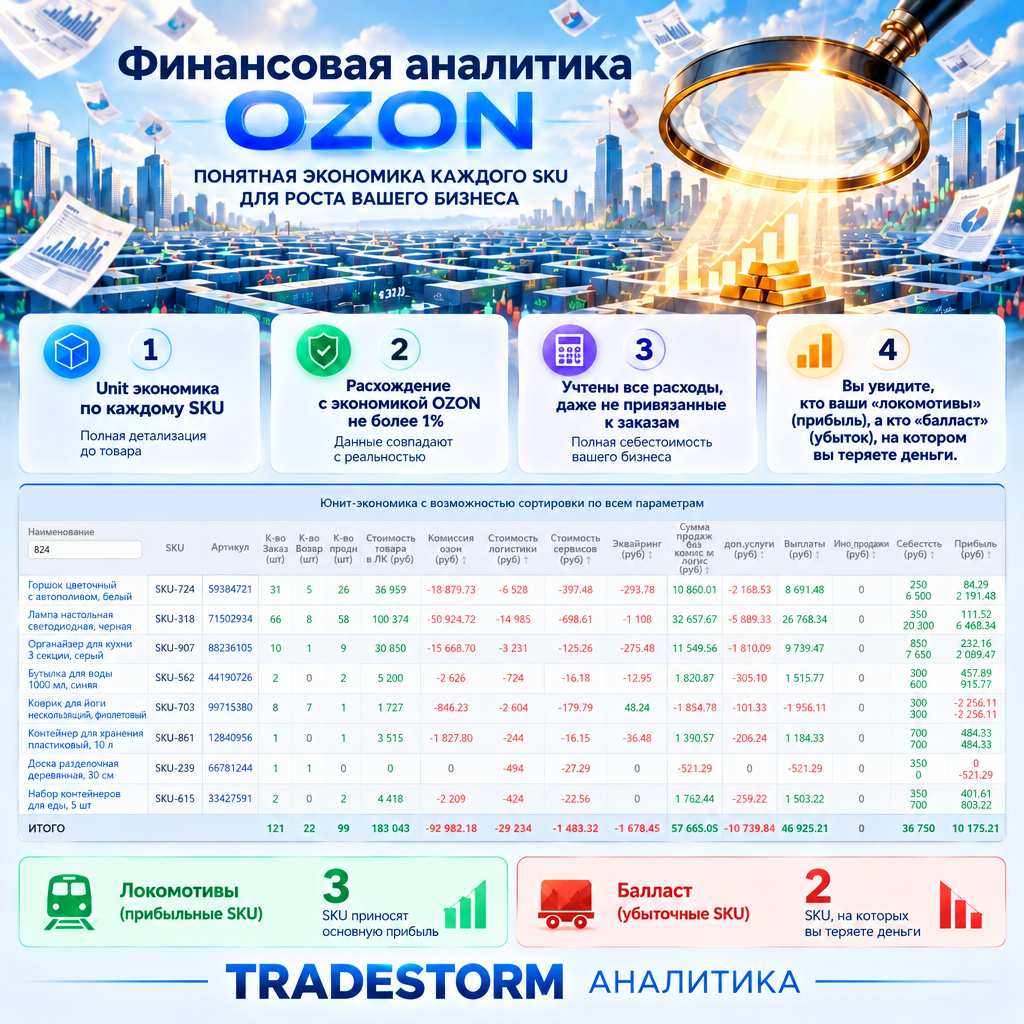 Финансовая аналитика
OZON
ПОНЯТНАЯ ЭКОНОМИКА КАЖДОГО SKU
ДЛЯ РОСТА ВАШЕГО БИЗНЕСА
1
Unit экономика
по каждому SKU
Полная детализация
до товара
2
Расхождение
с экономикой OZON
не более 1%
Данные совпадают
с реальностью
3
Учтены все расходы,
даже не привязанные
к заказам
Полная себестоимость
вашего бизнеса
4
Вы увидите,
кто ваши «локомотивы»
(прибыль), а кто «балласт»
(убыток), на котором
вы теряете деньги.
Юнит-экономика с возможностью сортировки по всем параметрам
Наименование
824
SKU
Артикул
К-во
Заказ
(шт)
К-во
Возвр
(шт)
К-во
продн
(шт)
Стоимость
товара
в ЛК (руб)
Комиссия
озон
(руб) ↑
Стоимость
логистики
(руб) ↑
Стоимость
сервисов
(руб) ↑
Эквайринг
(руб) ↑
Сумма
продаж
без
комис м
логис
(руб) ↑
доп.услуги
(руб) ↑
Выплаты
(руб) ↑
Ино_продажи
(руб) ↑
Себестсть
(руб) ↑
Прибыль
(руб) ↑
Горшок цветочный
с автополивом, белый
SKU-724 59384721 31 5 26 36 959 -18 879.73 -6 528 -397.48 -293.78 10 860.01 -2 168.53 8 691.48 0
250
6 500
84.29
2 191.48
Лампа настольная
светодиодная, черная
SKU-318 71502934 66 8 58 100 374 -50 924.72 -14 985 -698.61 -1 108 32 657.67 -5 889.33 26 768.34 0
350
20 300
111.52
6 468.34
Органайзер для кухни
3 секции, серый
SKU-907 88236105 10 1 9 30 850 -15 668.70 -3 231 -125.26 -275.48 11 549.56 -1 810.09 9 739.47 0
850
7 650
232.16
2 089.47
Бутылка для воды
1000 мл, синяя
SKU-562 44190726 2 0 2 5 200 -2 626 -724 -16.18 -12.95 1 820.87 -305.10 1 515.77 0
300
600
457.89
915.77
Коврик для йоги
нескользящий, фиолетовый
SKU-703 99715380 8 7 1 1 727 -846.23 -2 604 -179.79 48.24 -1 854.78 -101.33 -1 956.11 0
300
300
-2 256.11
-2 256.11
Контейнер для хранения
пластиковый, 10 л
SKU-861 12840956 1 0 1 3 515 -1 827.80 -244 -16.15 -36.48 1 390.57 -206.24 1 184.33 0
700
700
484.33
484.33
Доска разделочная
деревянная, 30 см
SKU-239 66781244 1 1 0 0 0 -494 -27.29 0 -521.29 0 -521.29 0
350
0
0
-521.29
Набор контейнеров
для еды, 5 шт
SKU-615 33427591 2 0 2 4 418 -2 209 -424 -22.56 0 1 762.44 -259.22 1 503.22 0
350
700
401.61
803.22
ИТОГО 121 22 99 183 043 -92 982.18 -29 234 -1 483.32 -1 678.45 57 665.05 -10 739.84 46 925.21 0 36 750 10 175.21
Локомотивы
(прибыльные SKU)
3
SKU приносят
основную прибыль
Балласт
(убыточные SKU)
2
SKU, на которых
вы теряете деньги
TRADESTORM АНАЛИТИКА